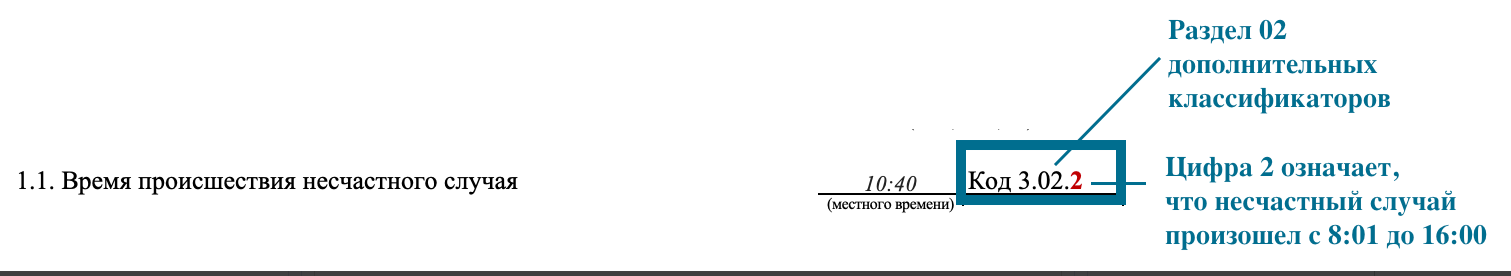 Раздел 02
дополнительных
классификаторов
1.1. Время происшествия несчастного случая
10:40
(местного времени)
Код 3.02.2
Цифра 2 означает,
что несчастный случай
произошел с 8:01 до 16:00